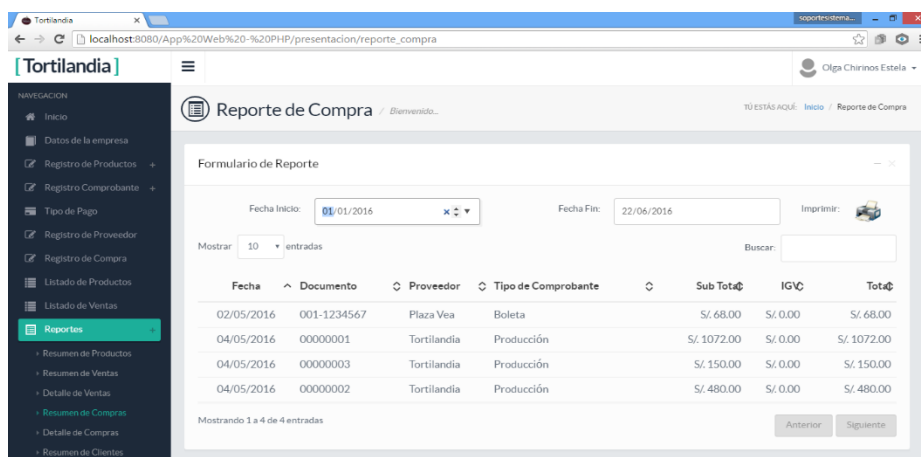 Tortilandia
soportesistema...
localhost:8080/App%20Web%20-%20PHP/presentacion/reporte_compra
[Tortilandia]
Olga Chirinos Estela
NAVEGACION
Inicio
Datos de la empresa
Registro de Productos +
Registro Comprobante +
Tipo de Pago
Registro de Proveedor
Registro de Compra
Listado de Productos
Listado de Ventas
Reportes +
Resumen de Productos
Resumen de Ventas
Detalle de Ventas
Resumen de Compras
Detalle de Compras
Resumen de Clientes
Reporte de Compra / Bienvenido...
TÚ ESTÁS AQUÍ: Inicio / Reporte de Compra
Formulario de Reporte
Fecha Inicio: 01/01/2016 Fecha Fin: 22/06/2016 Imprimir:
Mostrar 10 entradas Buscar:
Fecha Documento Proveedor Tipo de Comprobante Sub Total IGV Total
02/05/2016 001-1234567 Plaza Vea Boleta S/. 68.00 S/. 0.00 S/. 68.00
04/05/2016 00000001 Tortilandia Producción S/. 1072.00 S/. 0.00 S/. 1072.00
04/05/2016 00000003 Tortilandia Producción S/. 150.00 S/. 0.00 S/. 150.00
04/05/2016 00000002 Tortilandia Producción S/. 480.00 S/. 0.00 S/. 480.00
Mostrando 1 a 4 de 4 entradas
Anterior Siguiente